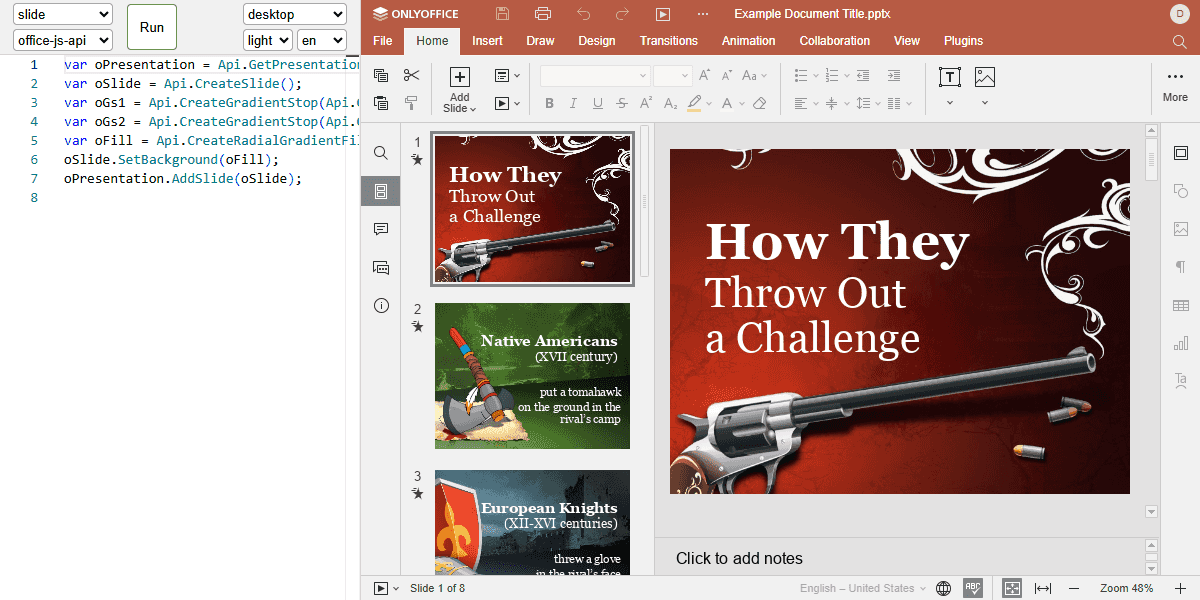 slide
desktop
Run
office-js-api
light
en
1 var oPresentation = Api.GetPresentation
2 var oSlide = Api.CreateSlide();
3 var oGs1 = Api.CreateGradientStop(Api.
4 var oGs2 = Api.CreateGradientStop(Api.
5 var oFill = Api.CreateRadialGradientFi
6 oSlide.SetBackground(oFill);
7 oPresentation.AddSlide(oSlide);
8
ONLYOFFICE
Example Document Title.pptx
D
File Home Insert Draw Design Transitions Animation Collaboration View Plugins
Add
Slide
More
1
How They
Throw Out
a Challenge
2
Native Americans
(XVII century)
put a tomahawk
on the ground in the
rival's camp
3
European Knights
(XII-XVI centuries)
threw a glove
in the rival's face
How They
Throw Out
a Challenge
Click to add notes
Slide 1 of 8
English – United States
ABC
Zoom 48%